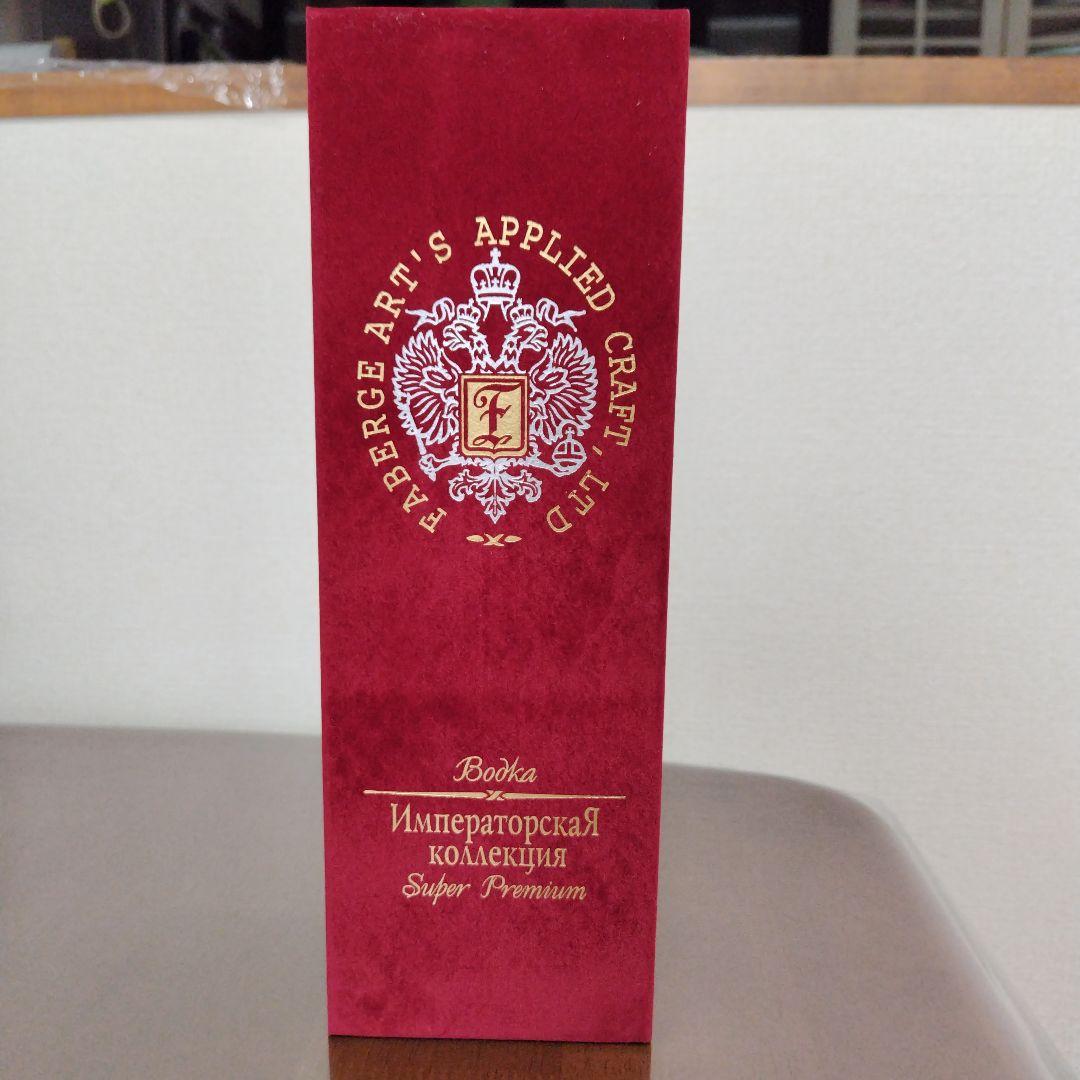 FABERGE ART'S APPLIED CRAFT, LTD
F
Водка
ИмператорскаЯ
коллекция
Super Premium